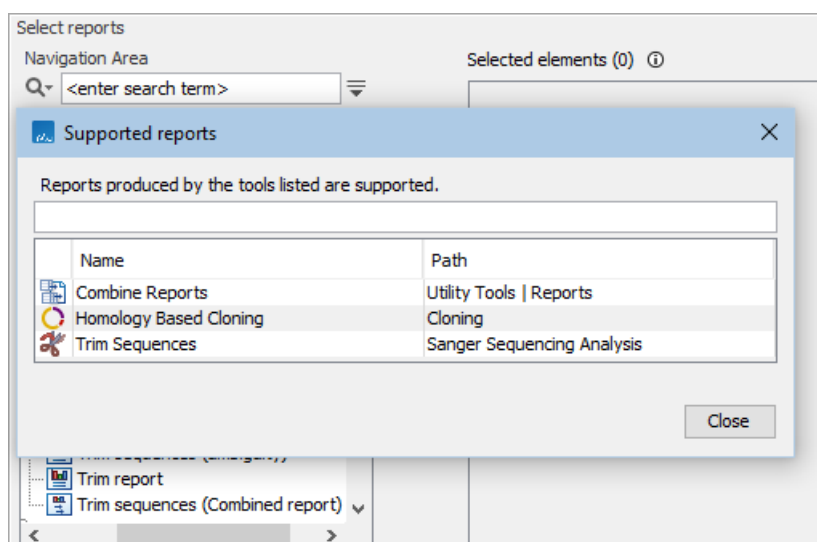 Select reports
Navigation Area
Selected elements (0)
<enter search term>
Supported reports
Reports produced by the tools listed are supported.
Name Path
Combine Reports Utility Tools | Reports
Homology Based Cloning Cloning
Trim Sequences Sanger Sequencing Analysis
Close
Trim report
Trim sequences (Combined report)